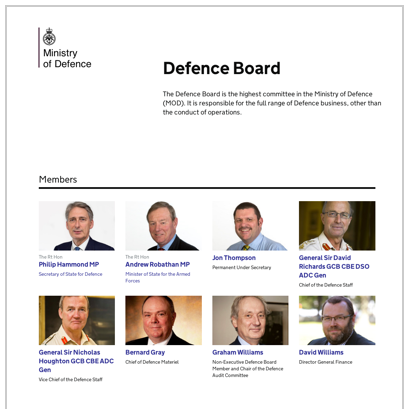 Ministry
of Defence
Defence Board
The Defence Board is the highest committee in the Ministry of Defence
(MOD). It is responsible for the full range of Defence business, other than
the conduct of operations.
Members
The Rt Hon
Philip Hammond MP
Secretary of State for Defence
The Rt Hon
Andrew Robathan MP
Minister of State for the Armed
Forces
Jon Thompson
Permanent Under Secretary
General Sir David
Richards GCB CBE DSO
ADC Gen
Chief of the Defence Staff
General Sir Nicholas
Houghton GCB CBE ADC
Gen
Vice Chief of the Defence Staff
Bernard Gray
Chief of Defence Materiel
Graham Williams
Non-Executive Defence Board
Member and Chair of the Defence
Audit Committee
David Williams
Director General Finance